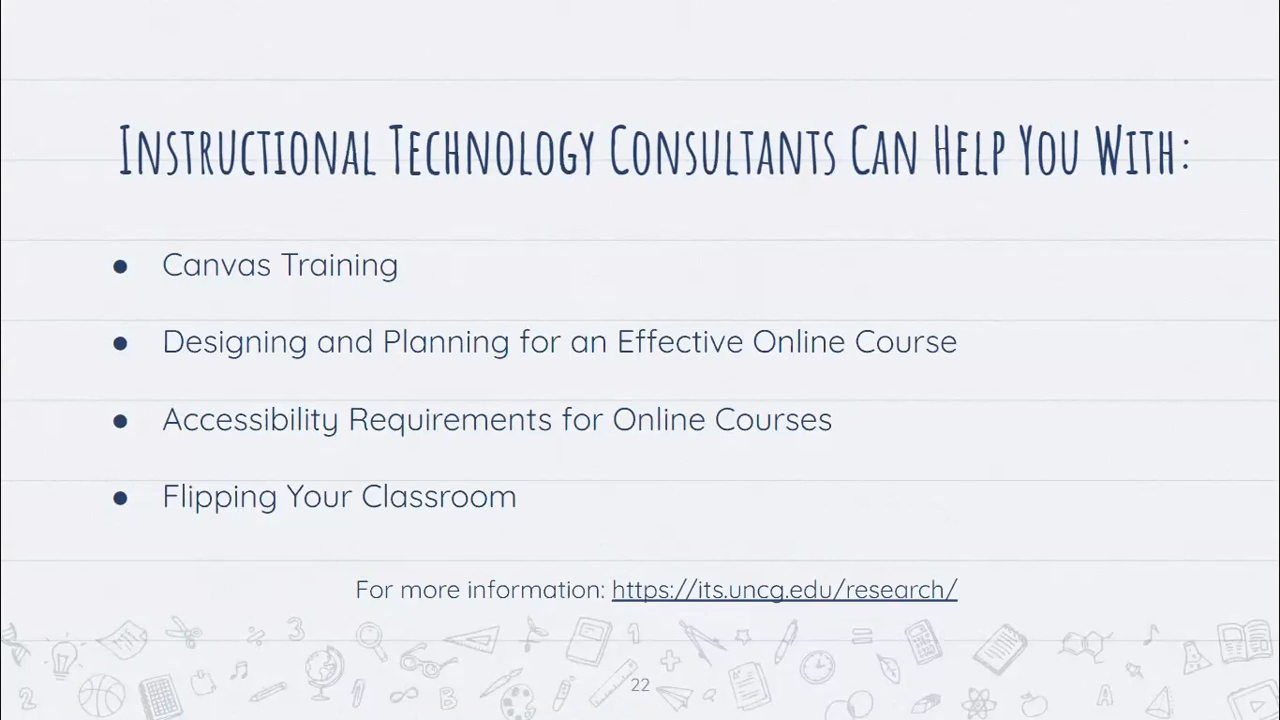 Instructional Technology Consultants Can Help You With:
● Canvas Training
● Designing and Planning for an Effective Online Course
● Accessibility Requirements for Online Courses
● Flipping Your Classroom
For more information: https://its.uncg.edu/research/
22